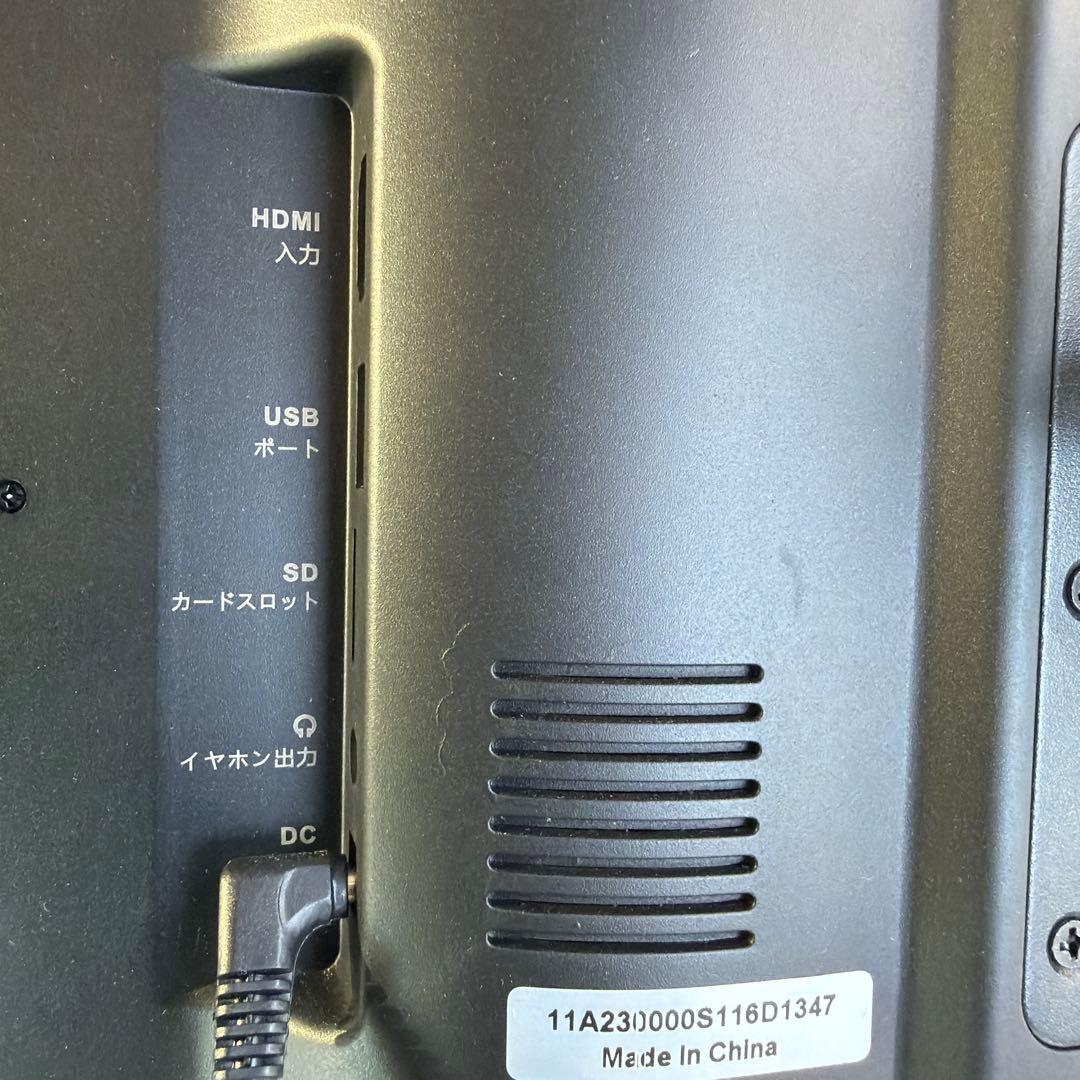 HDMI
入力
USB
ポート
SD
カードスロット
イヤホン出力
DC
11A230000S116D1347
Made In China